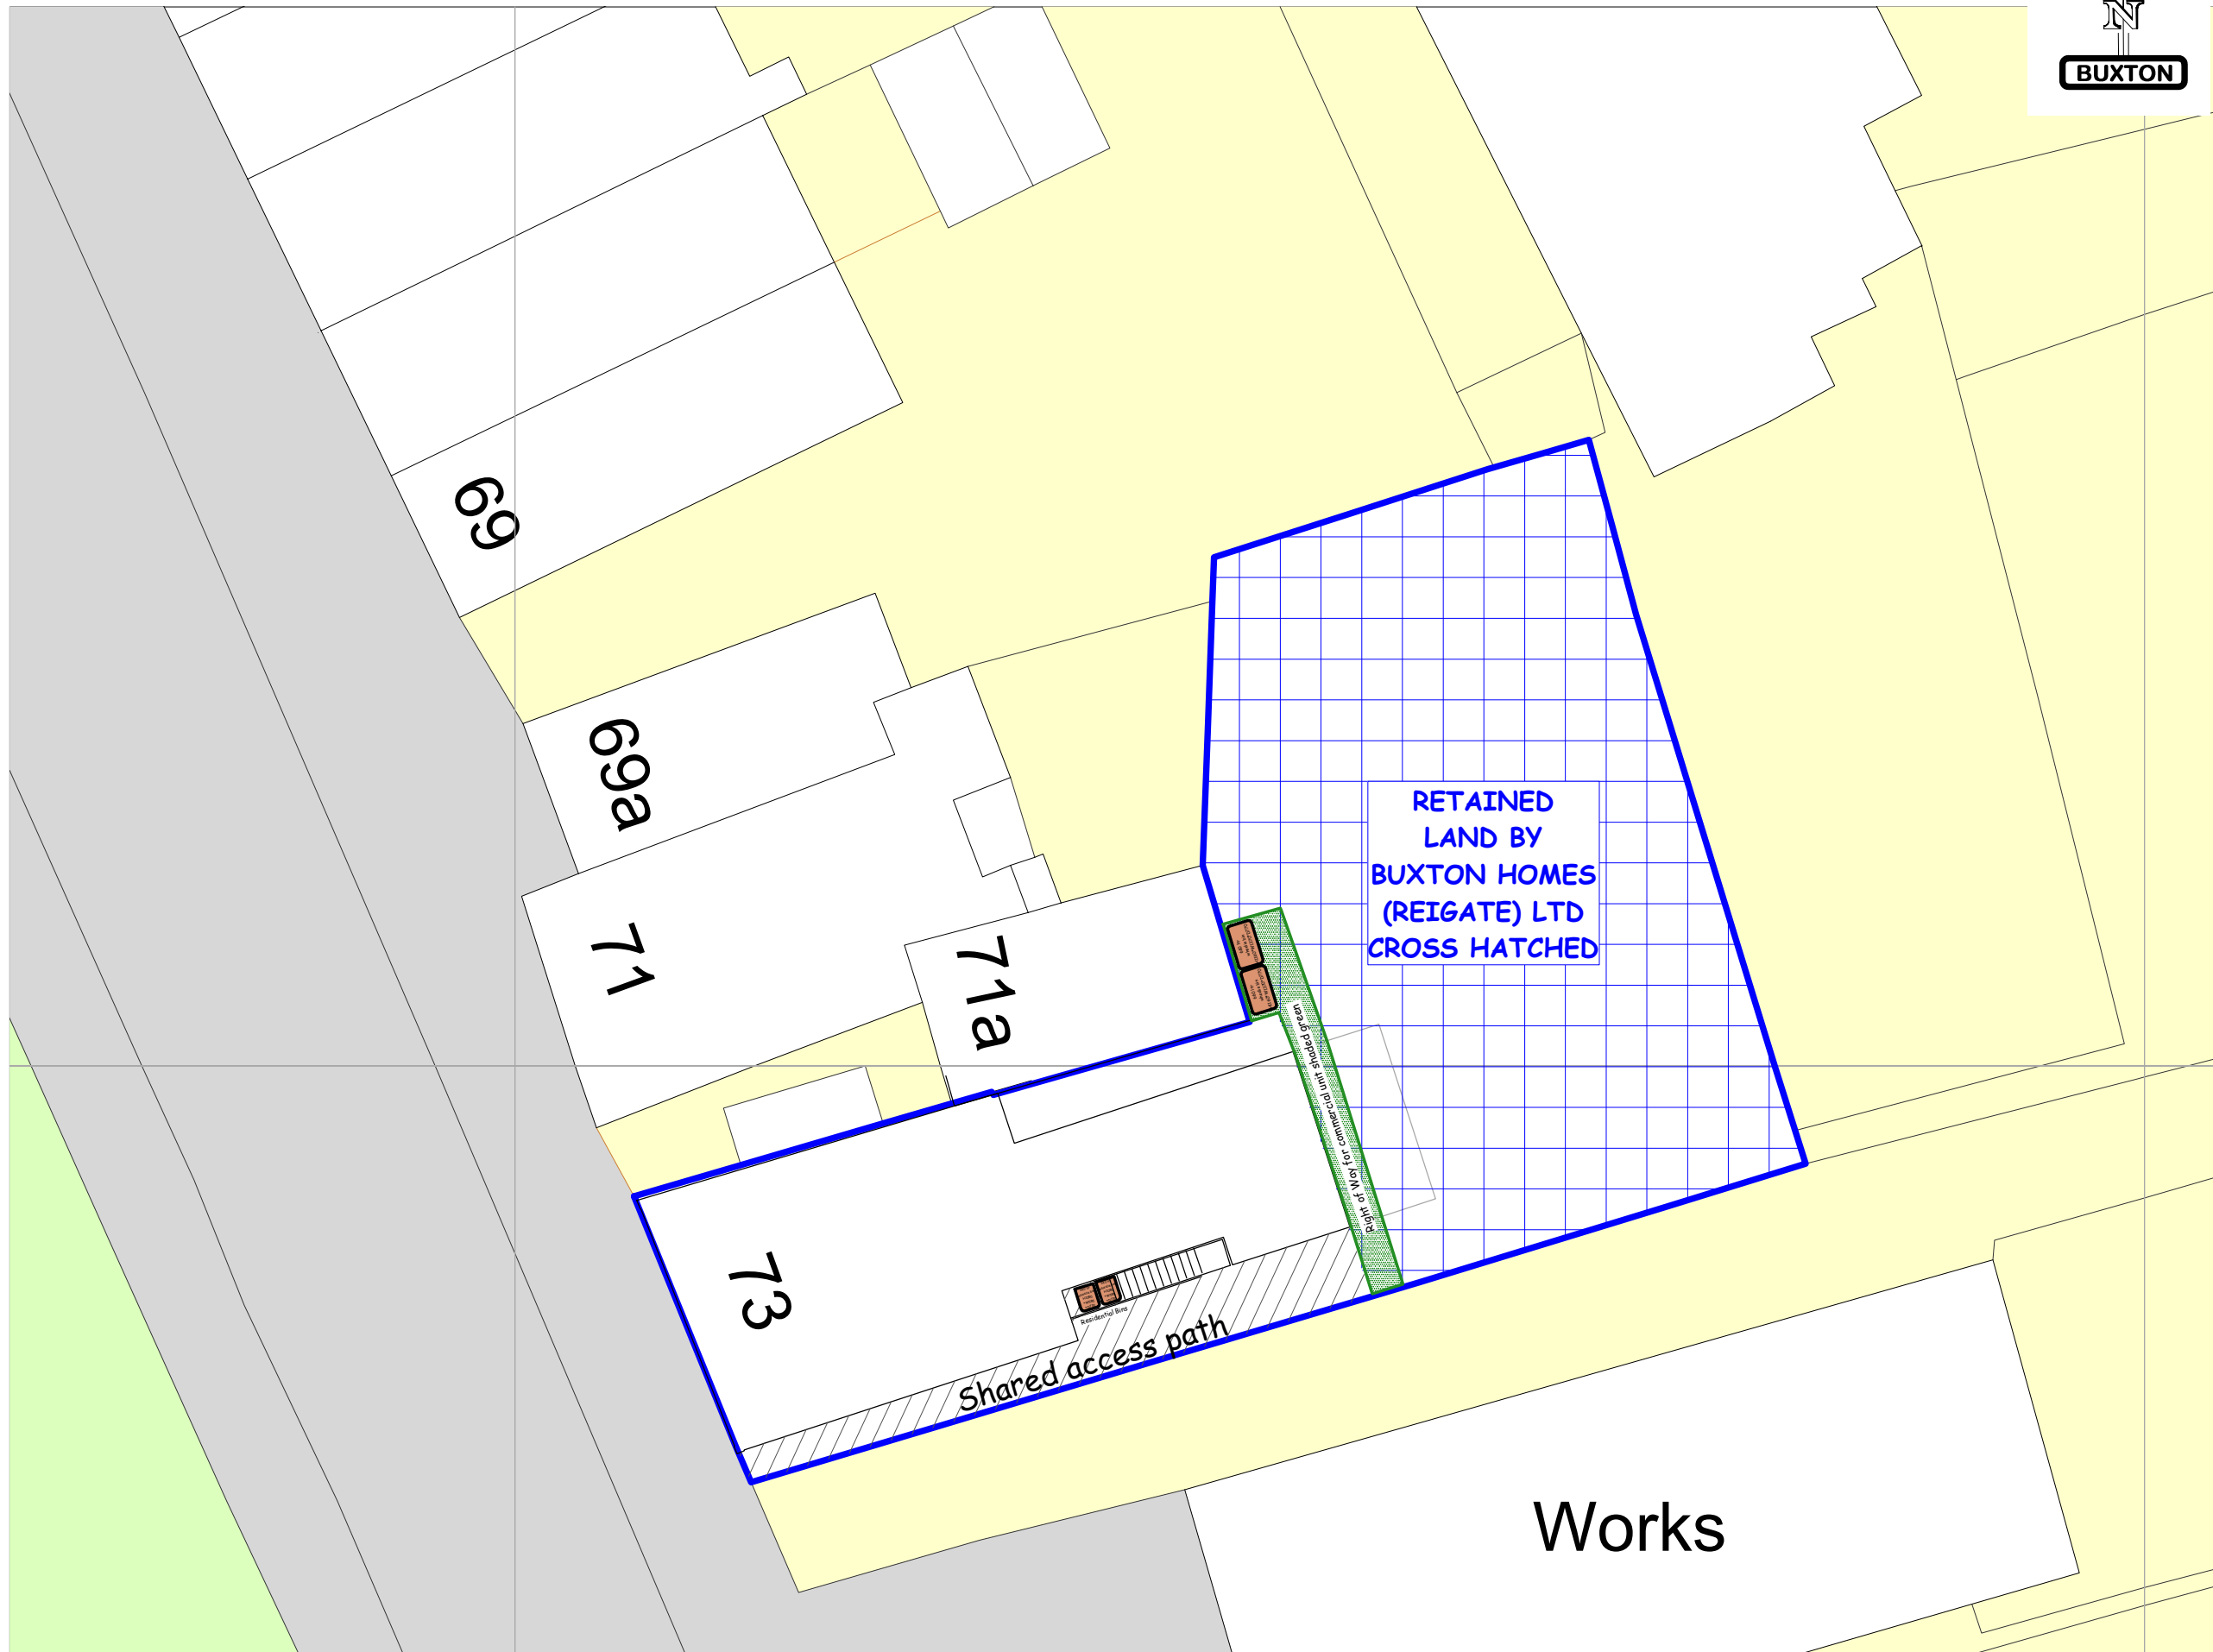 N
BUXTON
69
69a
71
71a
73
RETAINED
LAND BY
BUXTON HOMES
(REIGATE) LTD
CROSS HATCHED
Right of Way for commercial unit shaded green
Residential Bins
Shared access path
Works